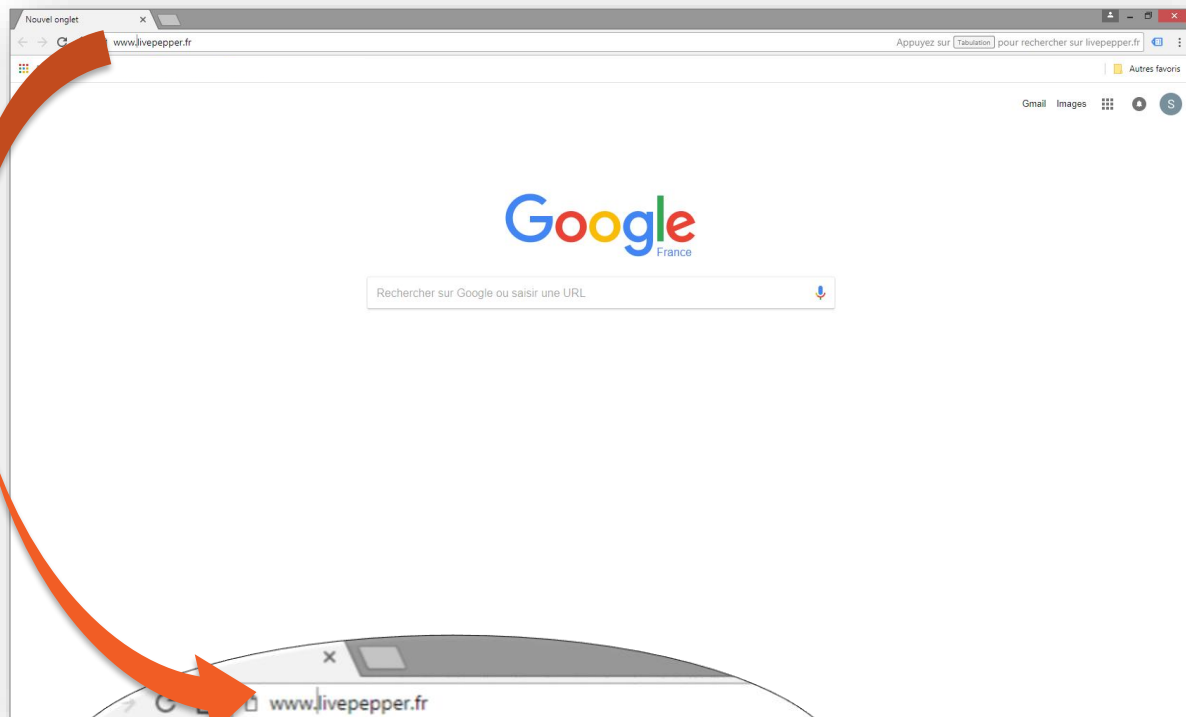 Nouvel onglet
www.livepepper.fr Appuyez sur Tabulation pour rechercher sur livepepper.fr
Autres favoris
Gmail Images S
Google
France
Rechercher sur Google ou saisir une URL
www.livepepper.fr